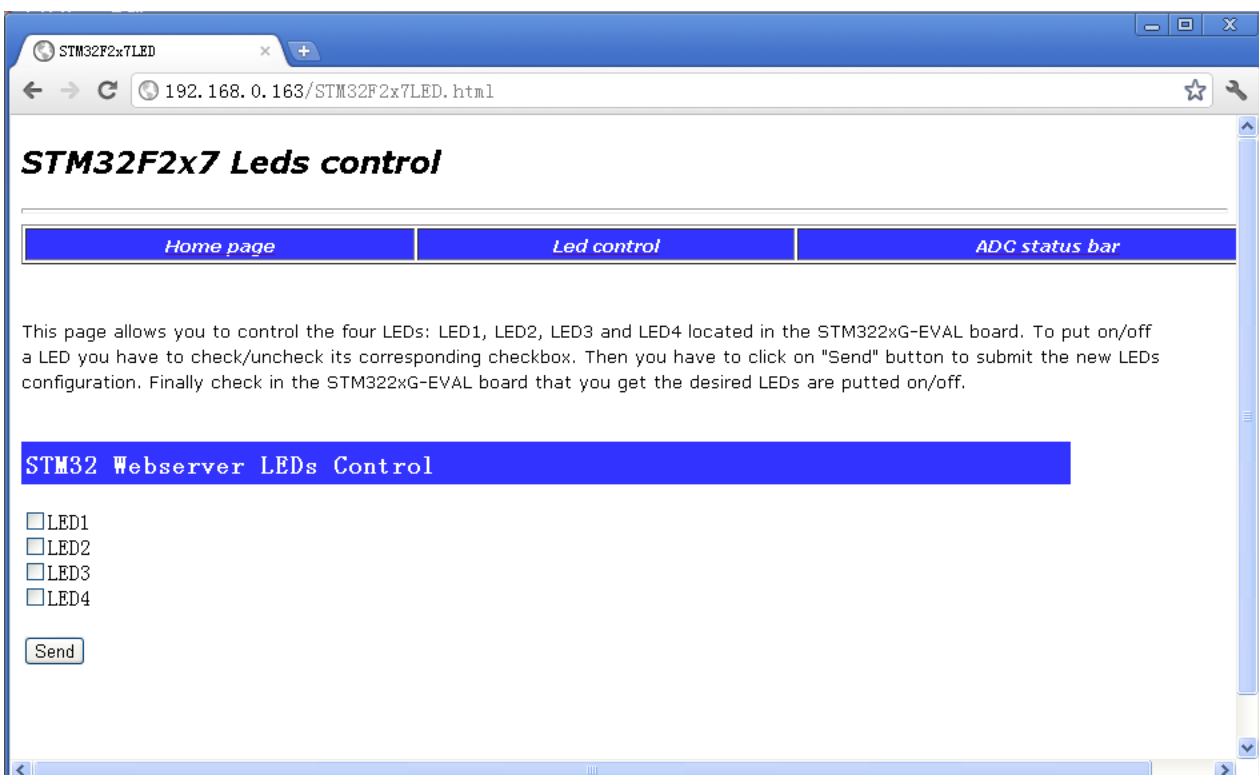 STM32F2x7LED
192.168.0.163/STM32F2x7LED.html
STM32F2x7 Leds control
Home page Led control ADC status bar
This page allows you to control the four LEDs: LED1, LED2, LED3 and LED4 located in the STM322xG-EVAL board. To put on/off
a LED you have to check/uncheck its corresponding checkbox. Then you have to click on "Send" button to submit the new LEDs
configuration. Finally check in the STM322xG-EVAL board that you get the desired LEDs are putted on/off.
STM32 Webserver LEDs Control
LED1
LED2
LED3
LED4
Send